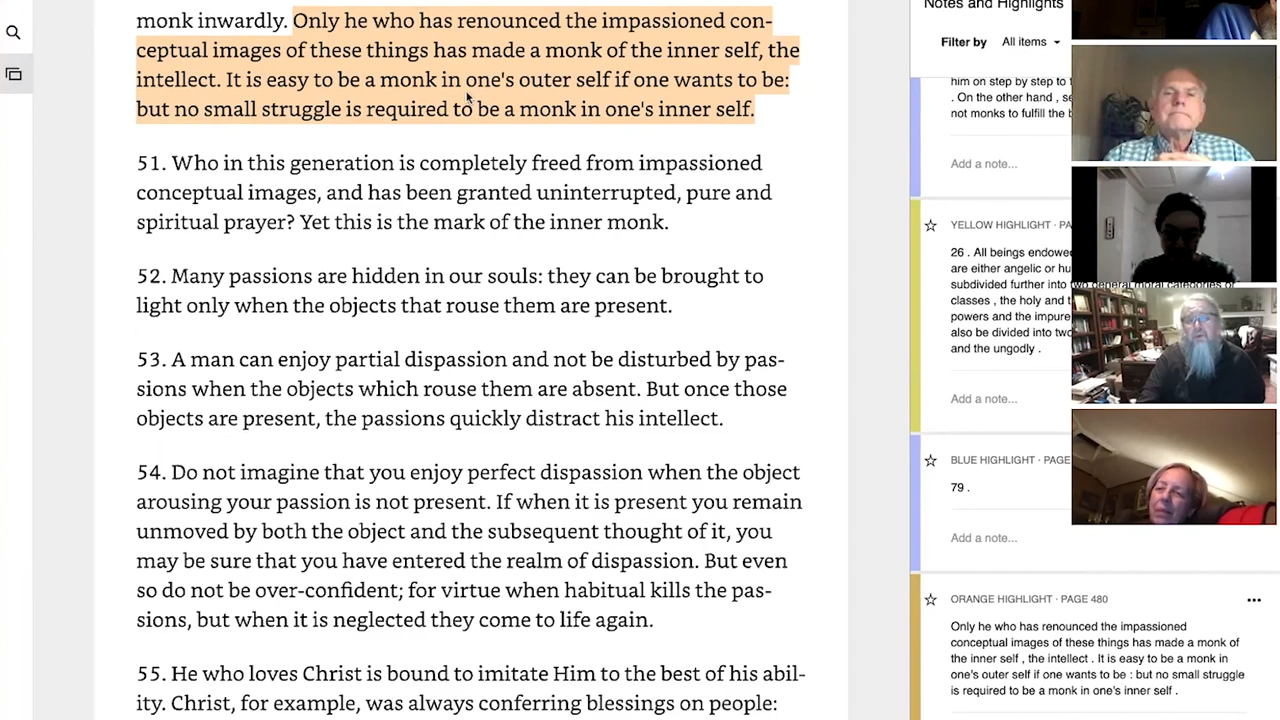 monk inwardly. Only he who has renounced the impassioned con-
ceptual images of these things has made a monk of the inner self, the
intellect. It is easy to be a monk in one's outer self if one wants to be:
but no small struggle is required to be a monk in one's inner self.
51. Who in this generation is completely freed from impassioned
conceptual images, and has been granted uninterrupted, pure and
spiritual prayer? Yet this is the mark of the inner monk.
52. Many passions are hidden in our souls: they can be brought to
light only when the objects that rouse them are present.
53. A man can enjoy partial dispassion and not be disturbed by pas-
sions when the objects which rouse them are absent. But once those
objects are present, the passions quickly distract his intellect.
54. Do not imagine that you enjoy perfect dispassion when the object
arousing your passion is not present. If when it is present you remain
unmoved by both the object and the subsequent thought of it, you
may be sure that you have entered the realm of dispassion. But even
so do not be over-confident; for virtue when habitual kills the pas-
sions, but when it is neglected they come to life again.
55. He who loves Christ is bound to imitate Him to the best of his abil-
ity. Christ, for example, was always conferring blessings on people:
Notes and Highlights
Filter by All items
him on step by step to
. On the other hand , se
not monks to fulfill the b
Add a note...
YELLOW HIGHLIGHT · PA
26 . All beings endowe
are either angelic or hu
subdivided further into two general moral categories or
classes , the holy and t
powers and the impure
also be divided into two
and the ungodly .
Add a note...
BLUE HIGHLIGHT · PAGE
79 .
Add a note...
ORANGE HIGHLIGHT · PAGE 480
Only he who has renounced the impassioned
conceptual images of these things has made a monk of
the inner self , the intellect . It is easy to be a monk in
one's outer self if one wants to be : but no small struggle
is required to be a monk in one's inner self .